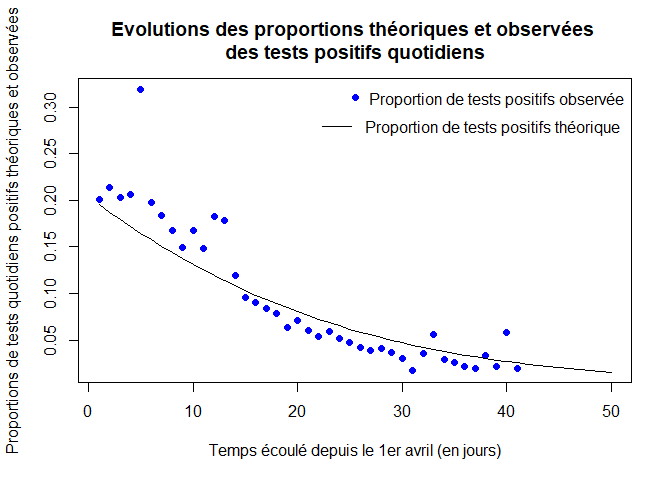 Evolutions des proportions théoriques et observées
des tests positifs quotidiens
Proportions de tests quotidiens positifs théoriques et observées
0.30
0.25
0.20
0.15
0.10
0.05
Proportion de tests positifs observée
Proportion de tests positifs théorique
0 10 20 30 40 50
Temps écoulé depuis le 1er avril (en jours)